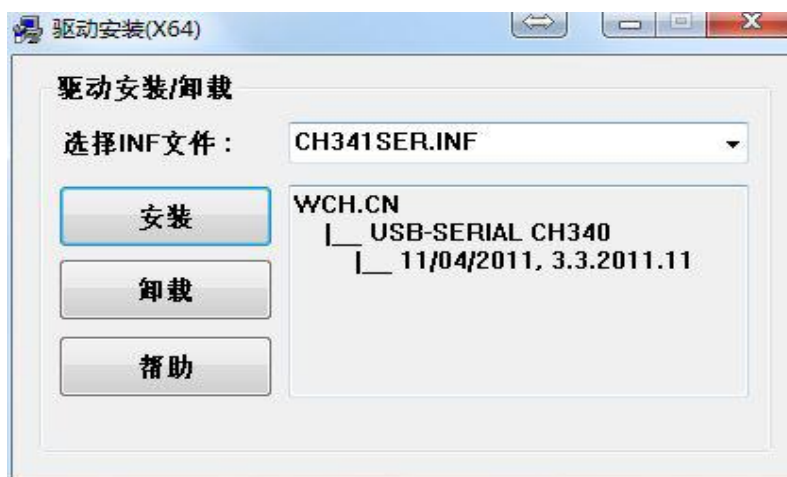 驱动安装(X64)
驱动安装/卸载
选择INF文件：
CH341SER.INF
安装
WCH.CN
|__ USB-SERIAL CH340
|__ 11/04/2011, 3.3.2011.11
卸载
帮助